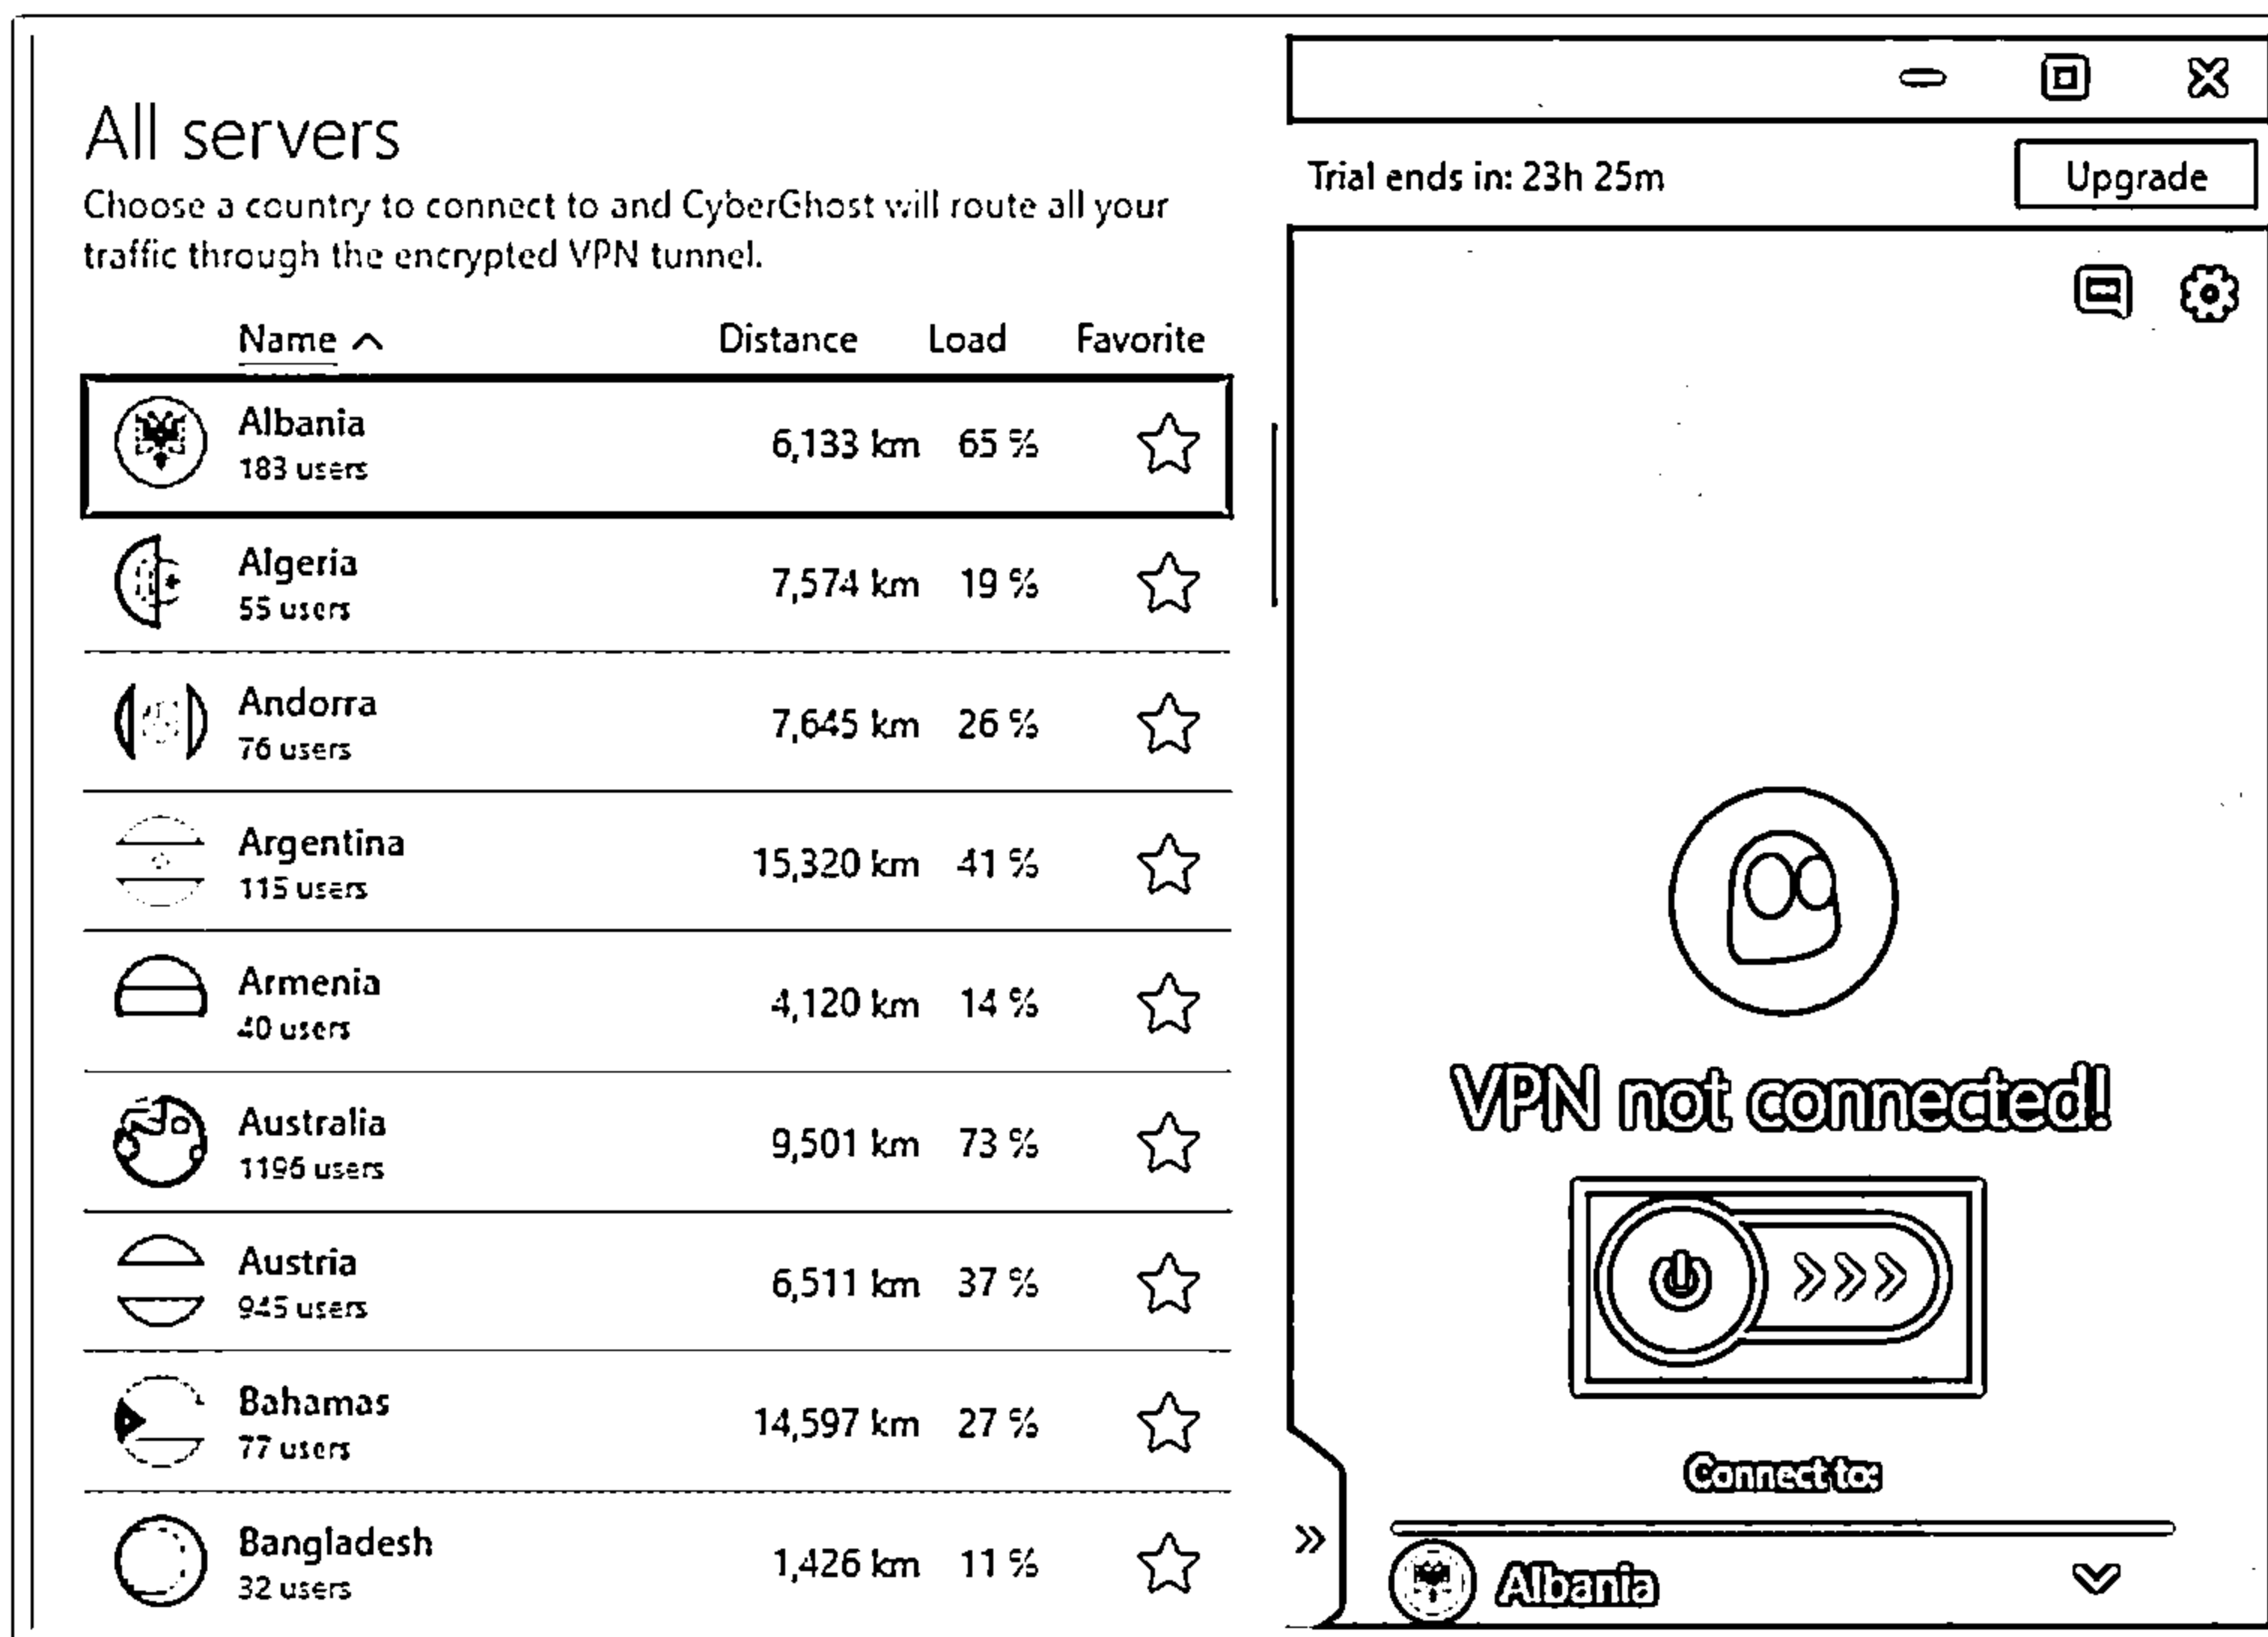 All servers
Choose a country to connect to and CyberGhost will route all your
traffic through the encrypted VPN tunnel.
Name Distance Load Favorite
Albania
183 users
6,133 km 65 %
Algeria
55 users
7,574 km 19 %
Andorra
76 users
7,645 km 26 %
Argentina
115 users
15,320 km 41 %
Armenia
40 users
4,120 km 14 %
Australia
1196 users
9,501 km 73 %
Austria
945 users
6,511 km 37 %
Bahamas
77 users
14,597 km 27 %
Bangladesh
32 users
1,426 km 11 %
Trial ends in: 23h 25m
Upgrade
VPN not connected!
Connect to:
Albania